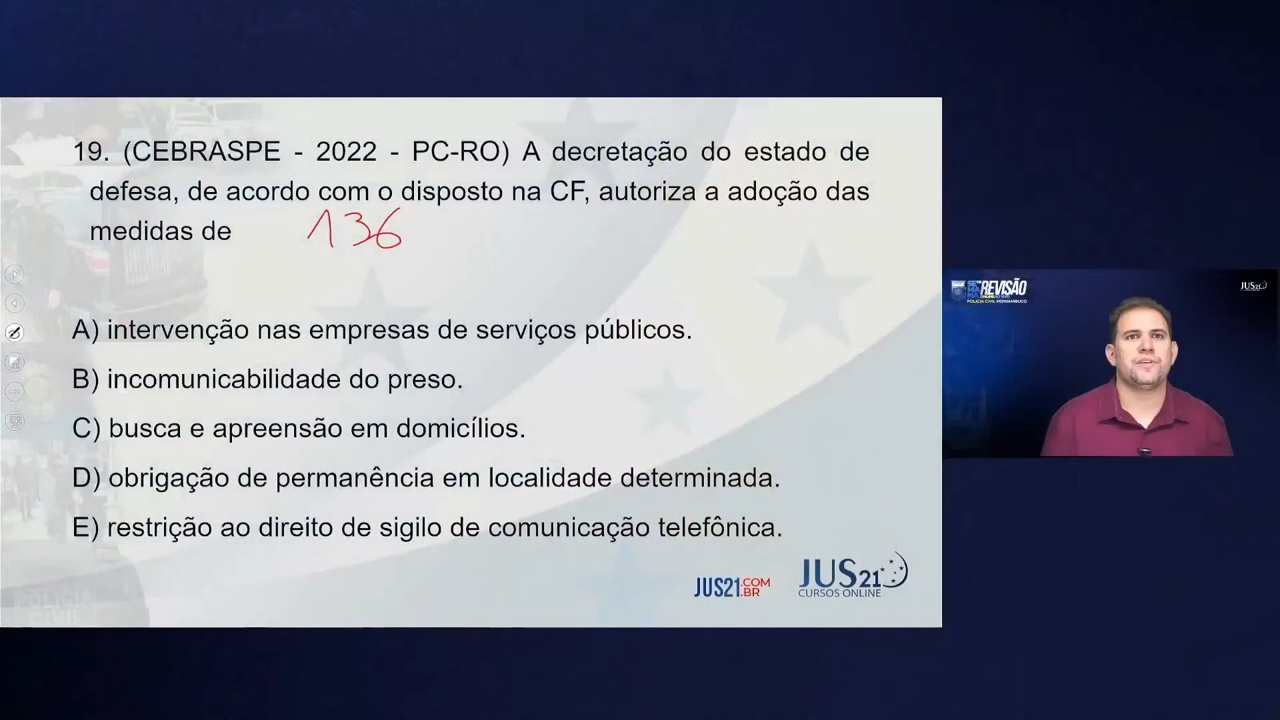 19. (CEBRASPE - 2022 - PC-RO) A decretação do estado de
defesa, de acordo com o disposto na CF, autoriza a adoção das
medidas de
136
A) intervenção nas empresas de serviços públicos.
B) incomunicabilidade do preso.
C) busca e apreensão em domicílios.
D) obrigação de permanência em localidade determinada.
E) restrição ao direito de sigilo de comunicação telefônica.
JUS21.COM.BR
JUS21
CURSOS ONLINE
REVISÃO
POLÍCIA CIVIL PERNAMBUCO
JUS21